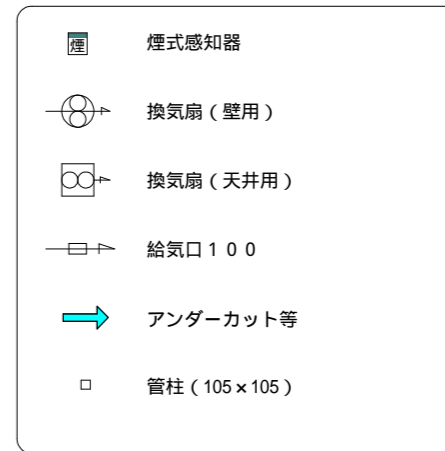 煙 煙式感知器
換気扇（壁用）
換気扇（天井用）
給気口１００
アンダーカット等
管柱（105×105）